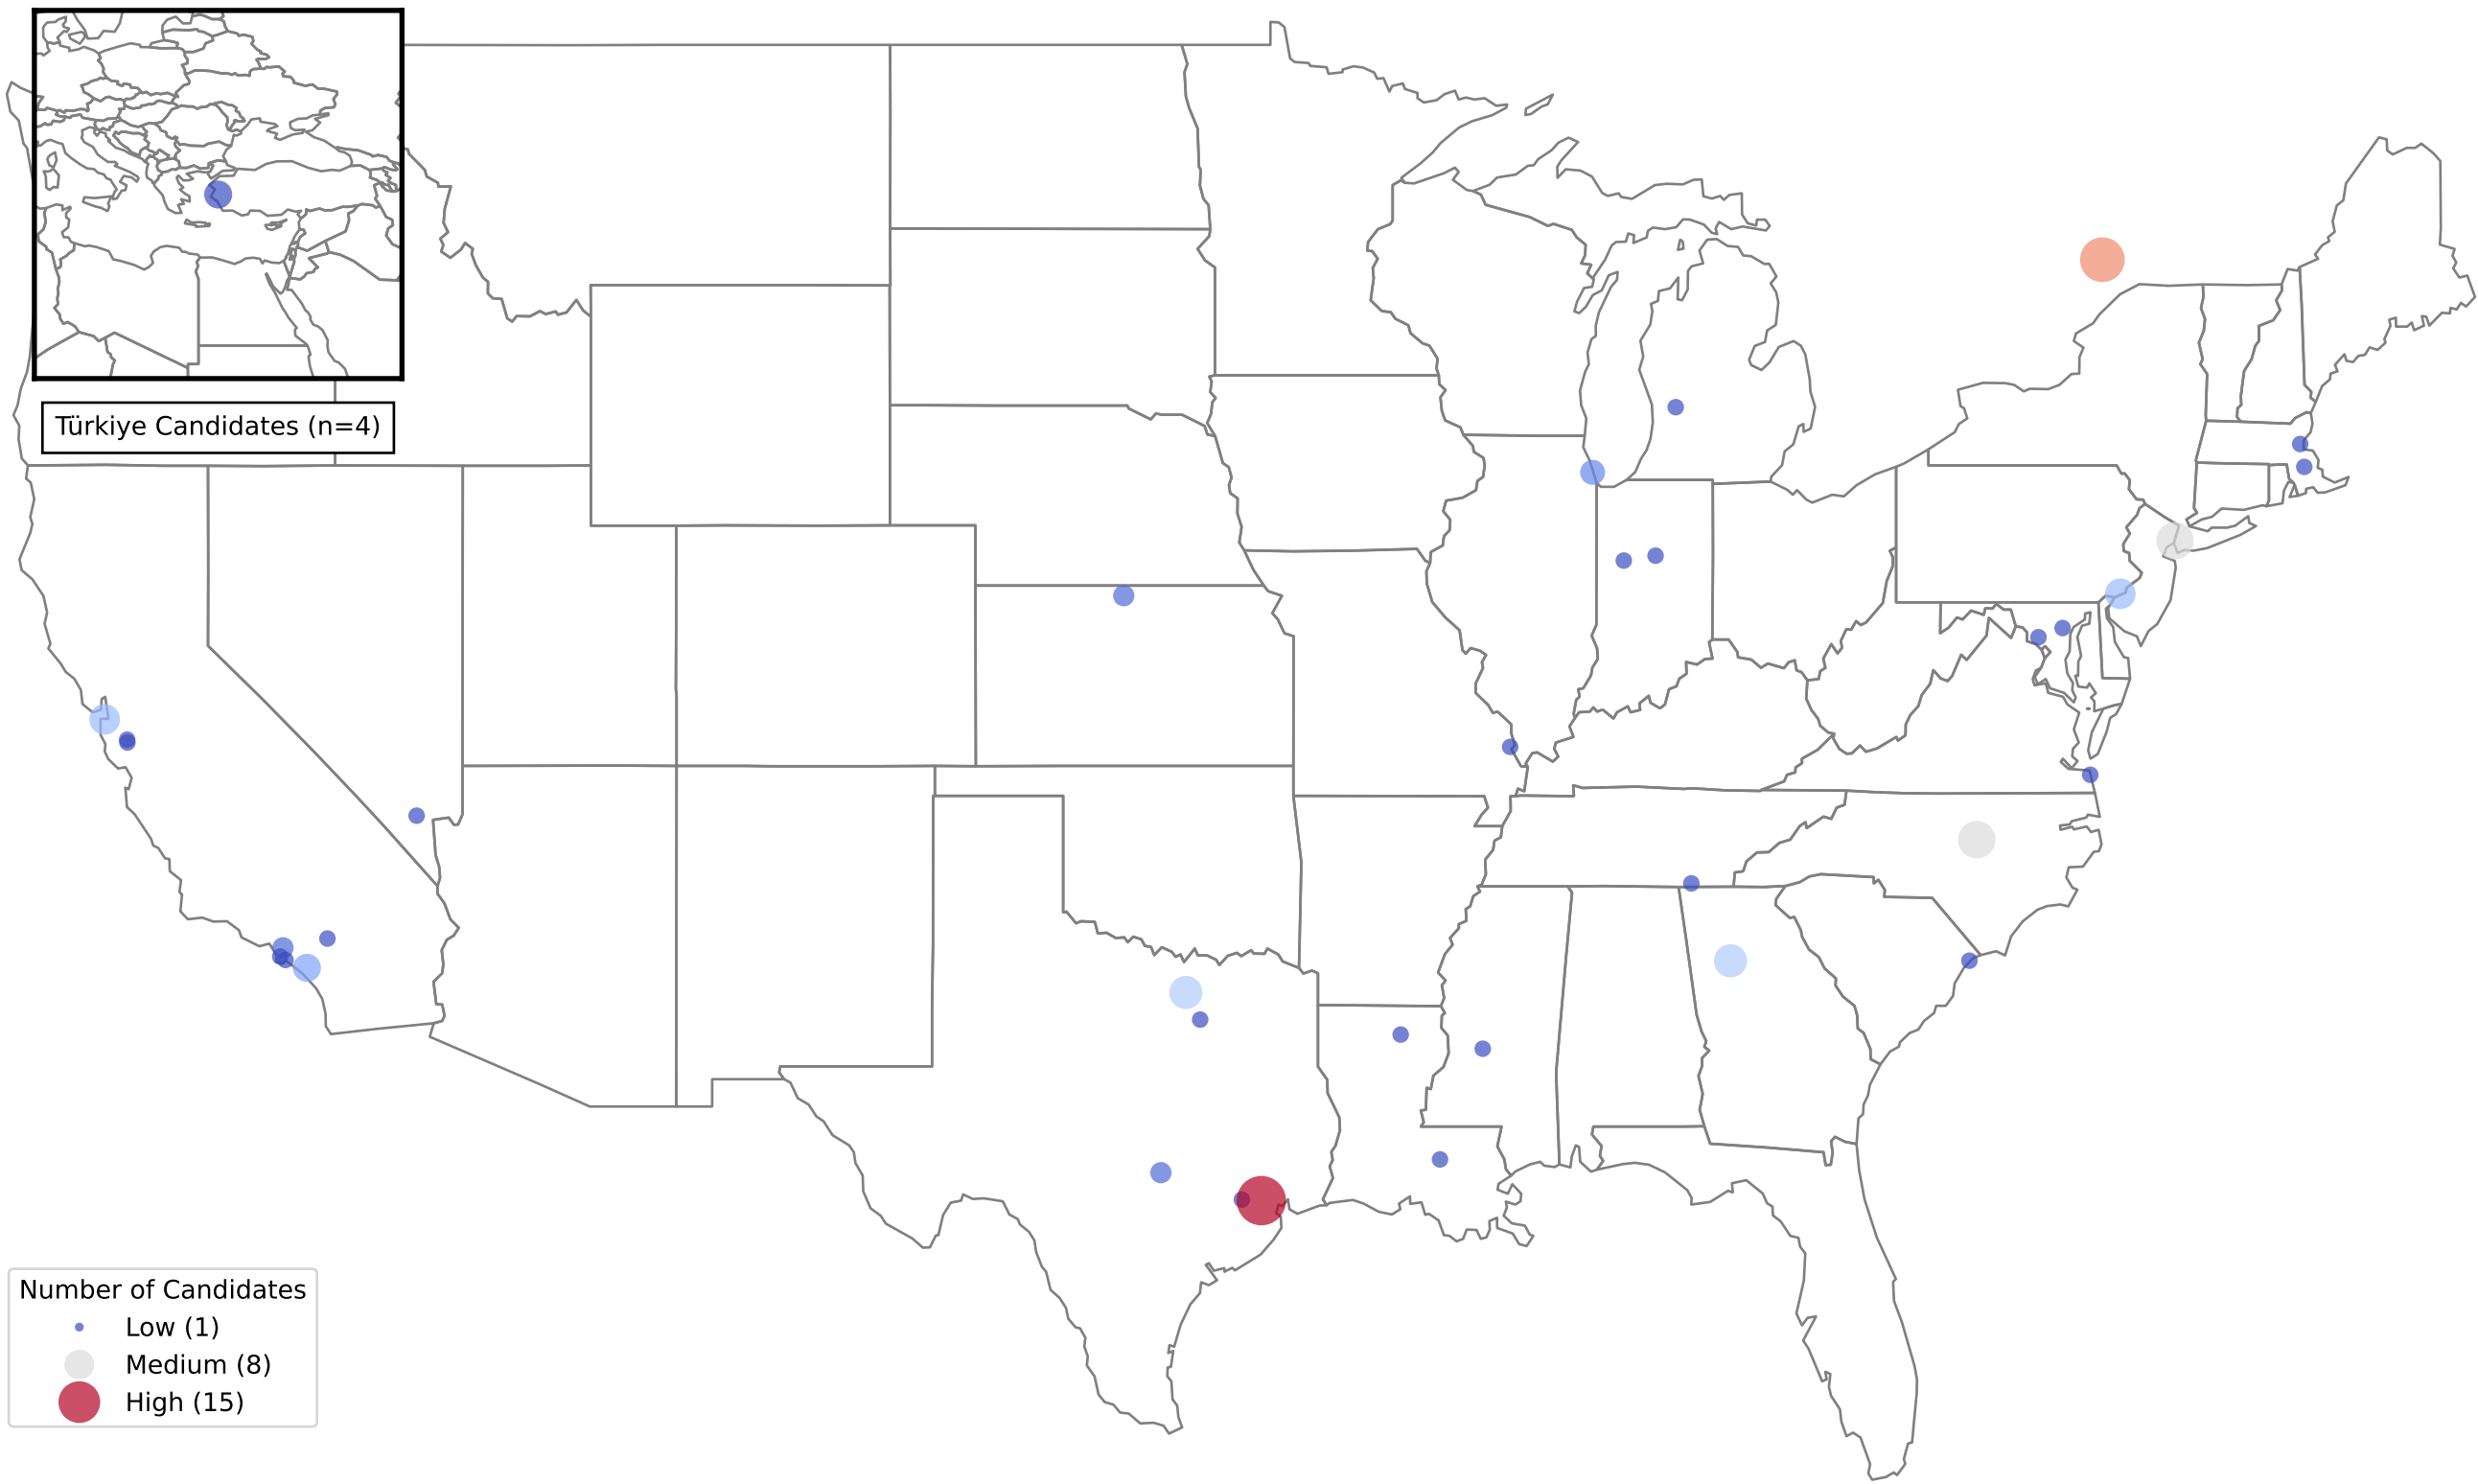 Türkiye Candidates (n=4)
Number of Candidates
Low (1)
Medium (8)
High (15)